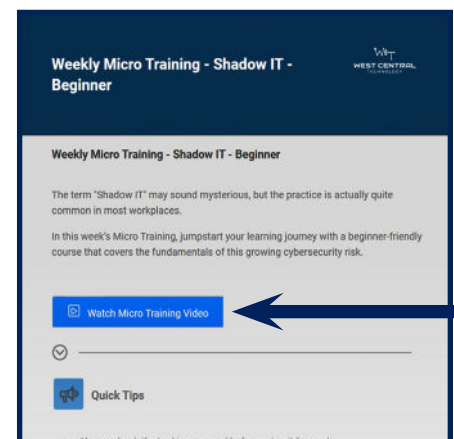 Weekly Micro Training - Shadow IT -
Beginner
WEST CENTRAL
TECHNOLOGY
Weekly Micro Training - Shadow IT - Beginner
The term "Shadow IT" may sound mysterious, but the practice is actually quite
common in most workplaces.
In this week's Micro Training, jumpstart your learning journey with a beginner-friendly
course that covers the fundamentals of this growing cybersecurity risk.
Watch Micro Training Video
Quick Tips